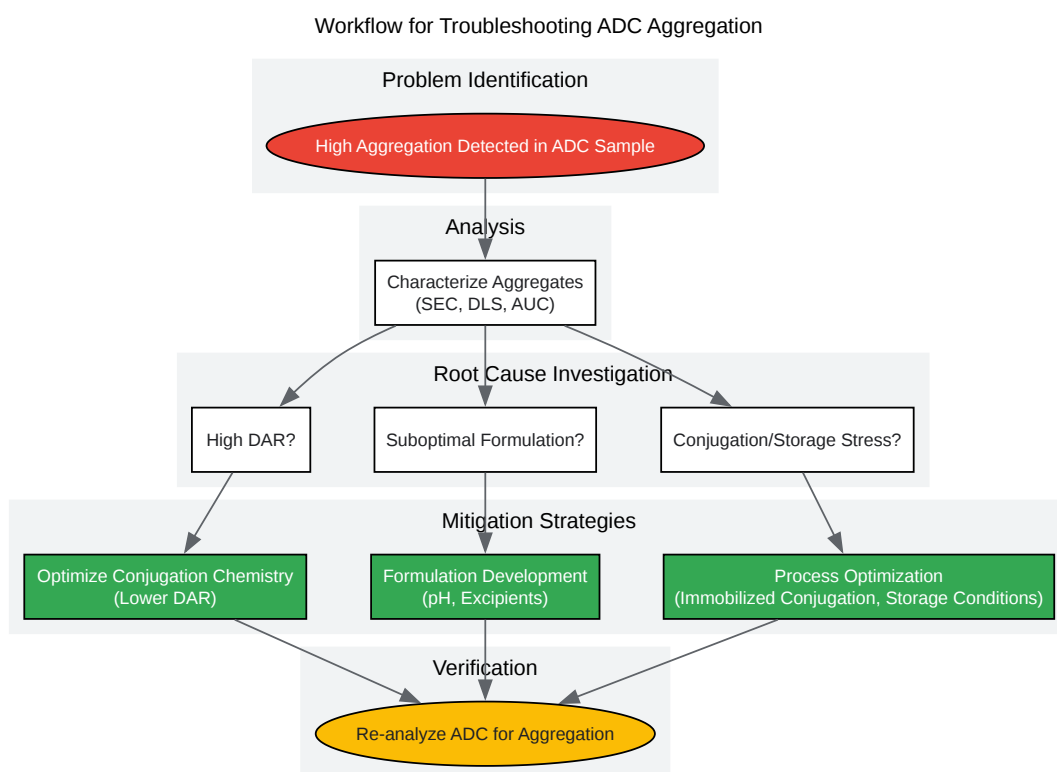 Workflow for Troubleshooting ADC Aggregation
Problem Identification
High Aggregation Detected in ADC Sample
Analysis
Characterize Aggregates
(SEC, DLS, AUC)
Root Cause Investigation
High DAR?
Suboptimal Formulation?
Conjugation/Storage Stress?
Mitigation Strategies
Optimize Conjugation Chemistry
(Lower DAR)
Formulation Development
(pH, Excipients)
Process Optimization
(Immobilized Conjugation, Storage Conditions)
Verification
Re-analyze ADC for Aggregation